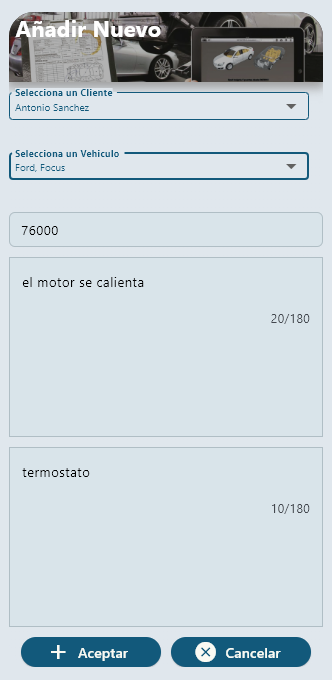 Añadir Nuevo
Selecciona un Cliente
Antonio Sanchez
Selecciona un Vehículo
Ford, Focus
76000
el motor se calienta
20/180
termostato
10/180
Aceptar
Cancelar